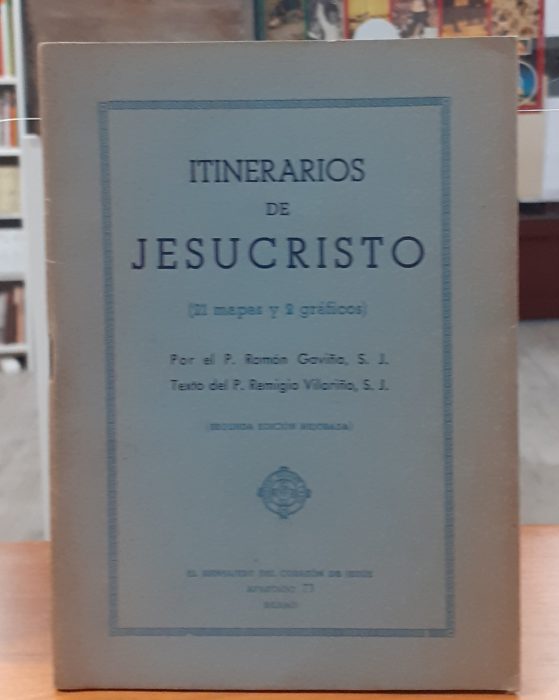 ITINERARIOS
DE
JESUCRISTO
(21 mapas y 2 gráficos)
Por el P. Ramón Gaviña, S. J.
Texto del P. Remigio Vilariño, S. J.
(SEGUNDA EDICIÓN MEJORADA)
EL MENSAJERO DEL CORAZÓN DE JESÚS
APARTADO 73
BILBAO